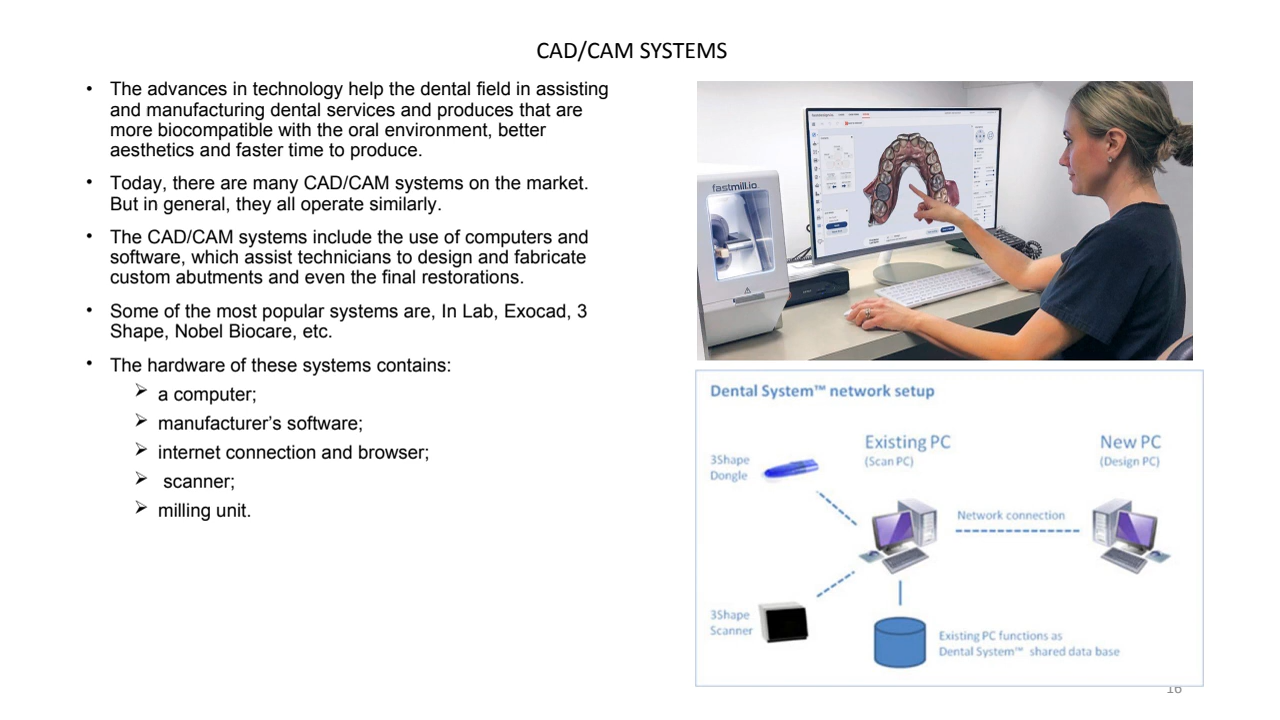 CAD/CAM SYSTEMS
• The advances in technology help the dental field in assisting
and manufacturing dental services and produces that are
more biocompatible with the oral environment, better
aesthetics and faster time to produce.
• Today, there are many CAD/CAM systems on the market.
But in general, they all operate similarly.
• The CAD/CAM systems include the use of computers and
software, which assist technicians to design and fabricate
custom abutments and even the final restorations.
• Some of the most popular systems are, In Lab, Exocad, 3
Shape, Nobel Biocare, etc.
• The hardware of these systems contains:
➢ a computer;
➢ manufacturer’s software;
➢ internet connection and browser;
➢ scanner;
➢ milling unit.
fastmill.io
Dental System™ network setup
Existing PC
(Scan PC)
New PC
(Design PC)
3Shape
Dongle
Network connection
3Shape
Scanner
Existing PC functions as
Dental System™ shared data base
16